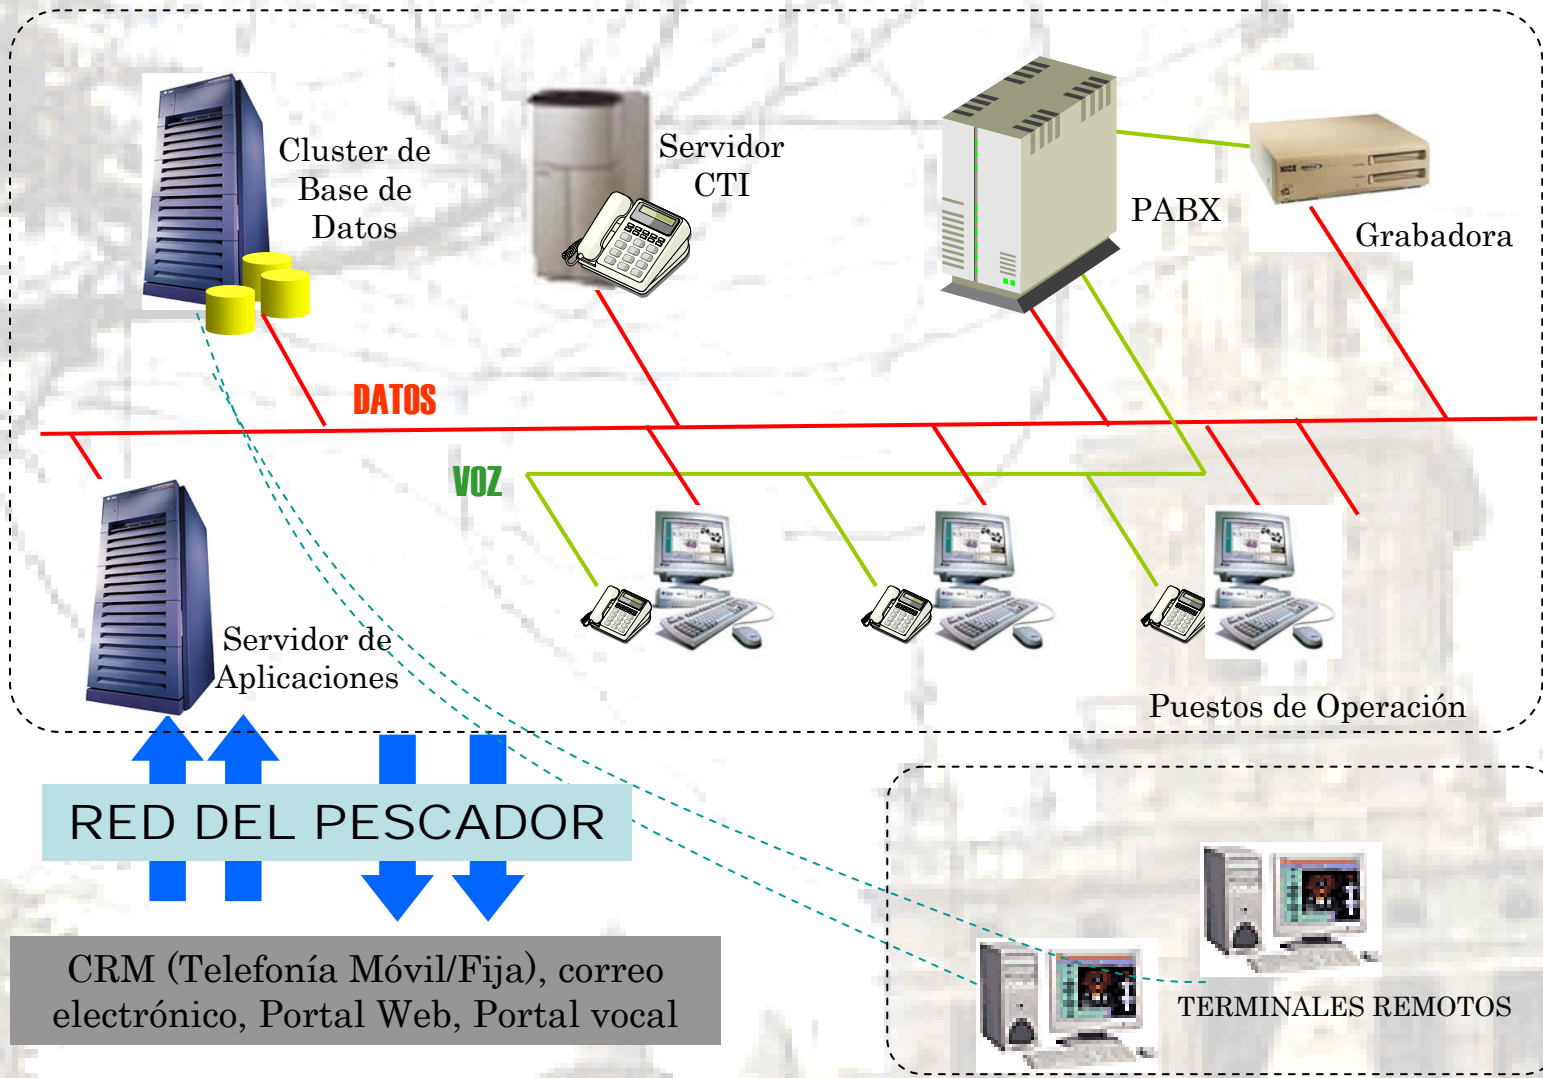 Cluster de
Base de
Datos
Servidor
CTI
PABX
NICE
Grabadora
DATOS
VOZ
Servidor de
Aplicaciones
Puestos de Operación
RED DEL PESCADOR
CRM (Telefonía Móvil/Fija), correo
electrónico, Portal Web, Portal vocal
TERMINALES REMOTOS